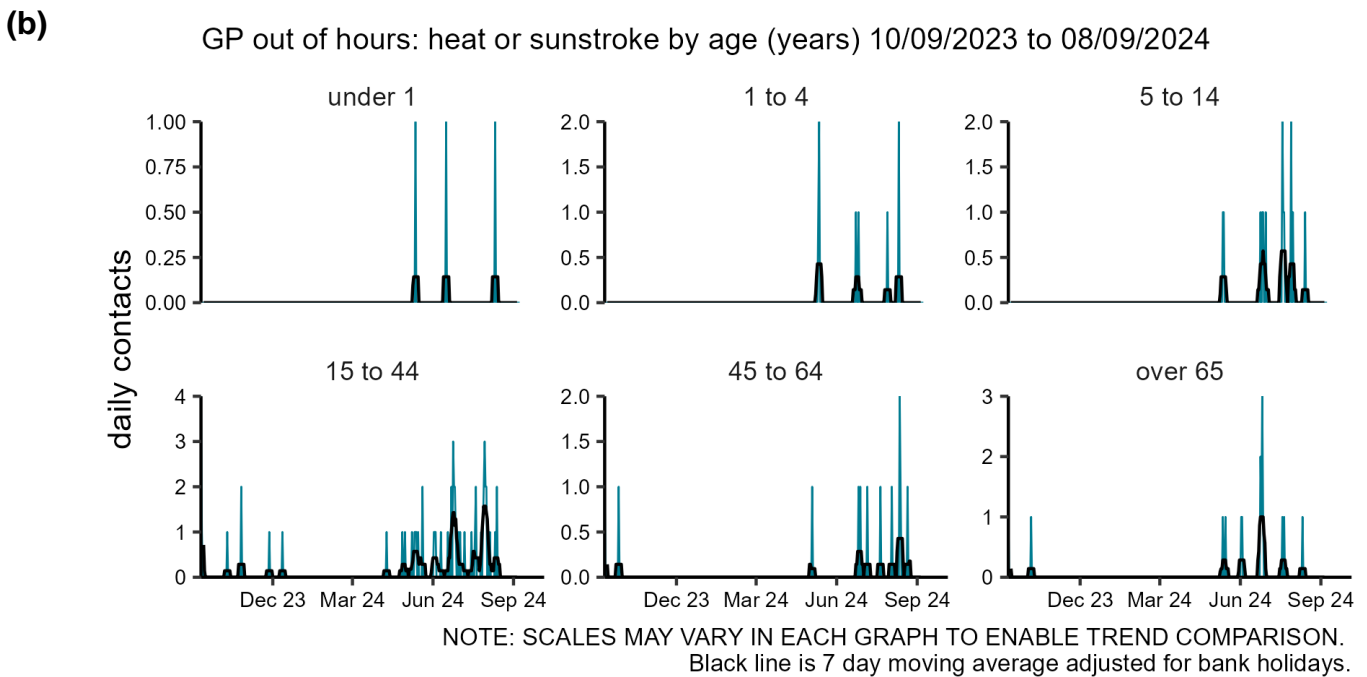 (b)
GP out of hours: heat or sunstroke by age (years) 10/09/2023 to 08/09/2024
daily contacts
under 1
1.00
0.75
0.50
0.25
0.00
1 to 4
2.0
1.5
1.0
0.5
0.0
5 to 14
2.0
1.5
1.0
0.5
0.0
15 to 44
4
3
2
1
0
Dec 23 Mar 24 Jun 24 Sep 24
45 to 64
2.0
1.5
1.0
0.5
0.0
Dec 23 Mar 24 Jun 24 Sep 24
over 65
3
2
1
0
Dec 23 Mar 24 Jun 24 Sep 24
NOTE: SCALES MAY VARY IN EACH GRAPH TO ENABLE TREND COMPARISON.
Black line is 7 day moving average adjusted for bank holidays.